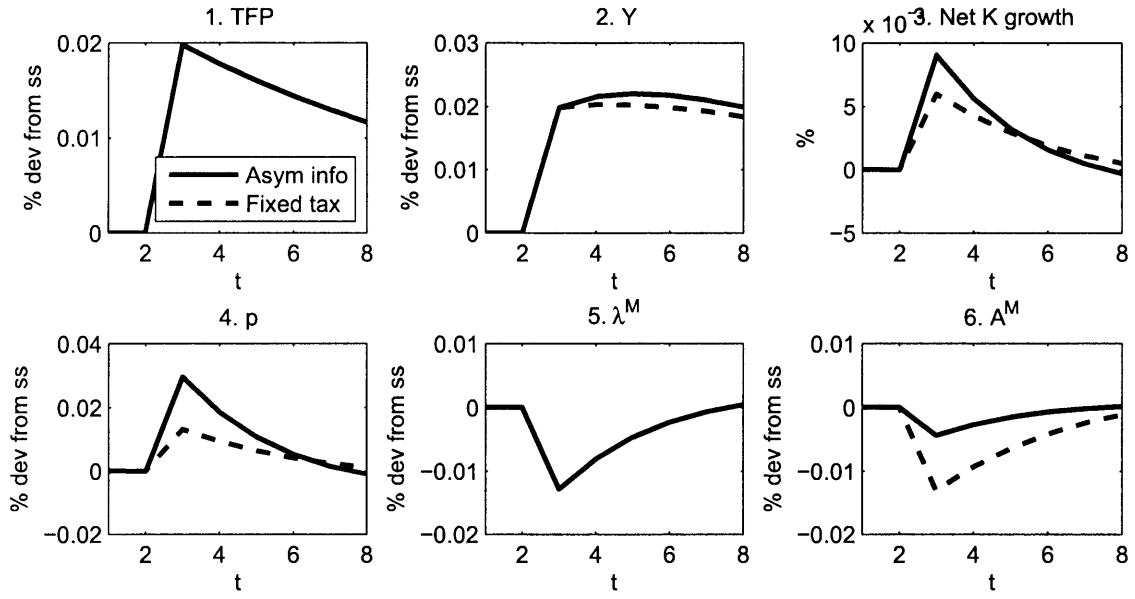 1. TFP
% dev from ss
0.02
0.01
0
Asym info
Fixed tax
2 4 6 8
t
2. Y
% dev from ss
0.03
0.02
0.01
0
2 4 6 8
t
x 10⁻³
3. Net K growth
%
10
5
0
−5
2 4 6 8
t
4. p
% dev from ss
0.04
0.02
0
−0.02
2 4 6 8
t
5. λᴹ
% dev from ss
0.01
0
−0.01
−0.02
2 4 6 8
t
6. Aᴹ
% dev from ss
0.01
0
−0.01
−0.02
2 4 6 8
t